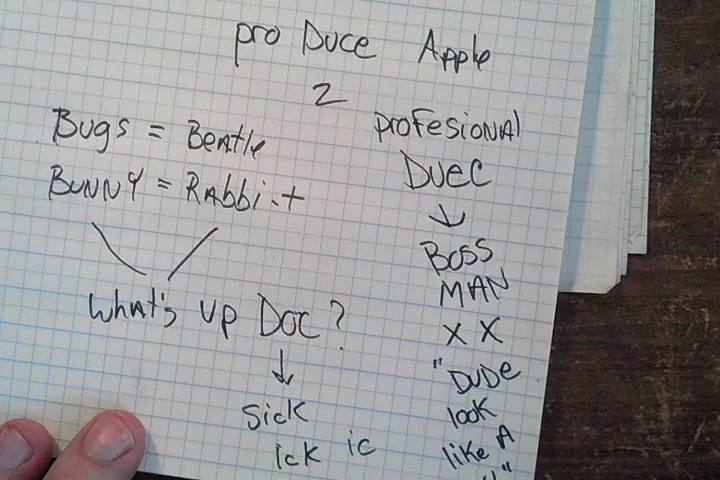 pro Duce Apple
2
Bugs = Beatle
Bunny = Rabbit
What's up Doc?
↓
Sick
ick ic
profesional
Duec
↓
Boss
Man
X X
"Dude
look
like A